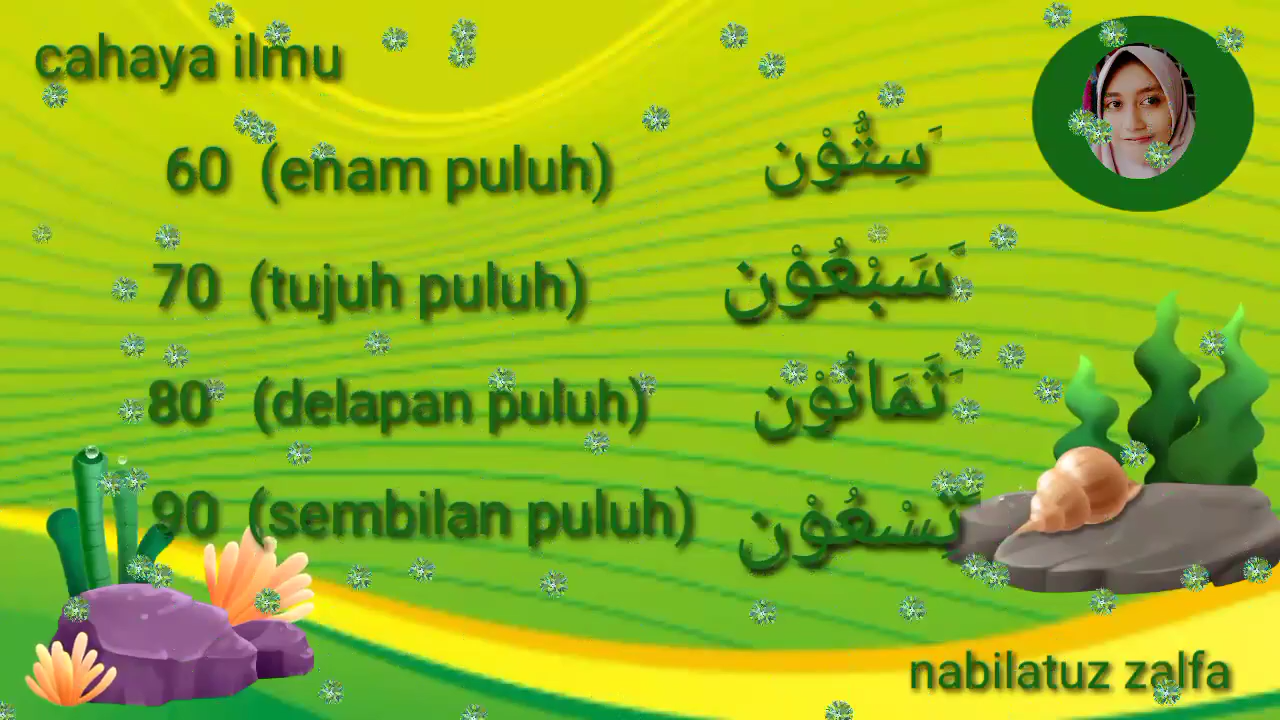 cahaya ilmu
60 (enam puluh) سِتُّوْنَ
70 (tujuh puluh) سَبْعُوْنَ
80 (delapan puluh) ثَمَانُوْنَ
90 (sembilan puluh) تِسْعُوْنَ
nabilatuz zalfa